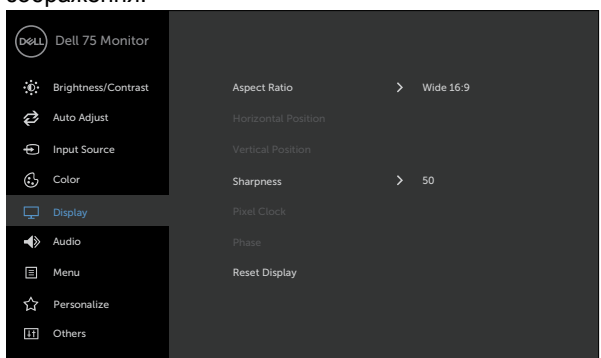 DELL Dell 75 Monitor
Brightness/Contrast Aspect Ratio > Wide 16:9
Auto Adjust Horizontal Position
Input Source Vertical Position
Color Sharpness > 50
Display Pixel Clock
Audio Phase
Menu Reset Display
Personalize
Others